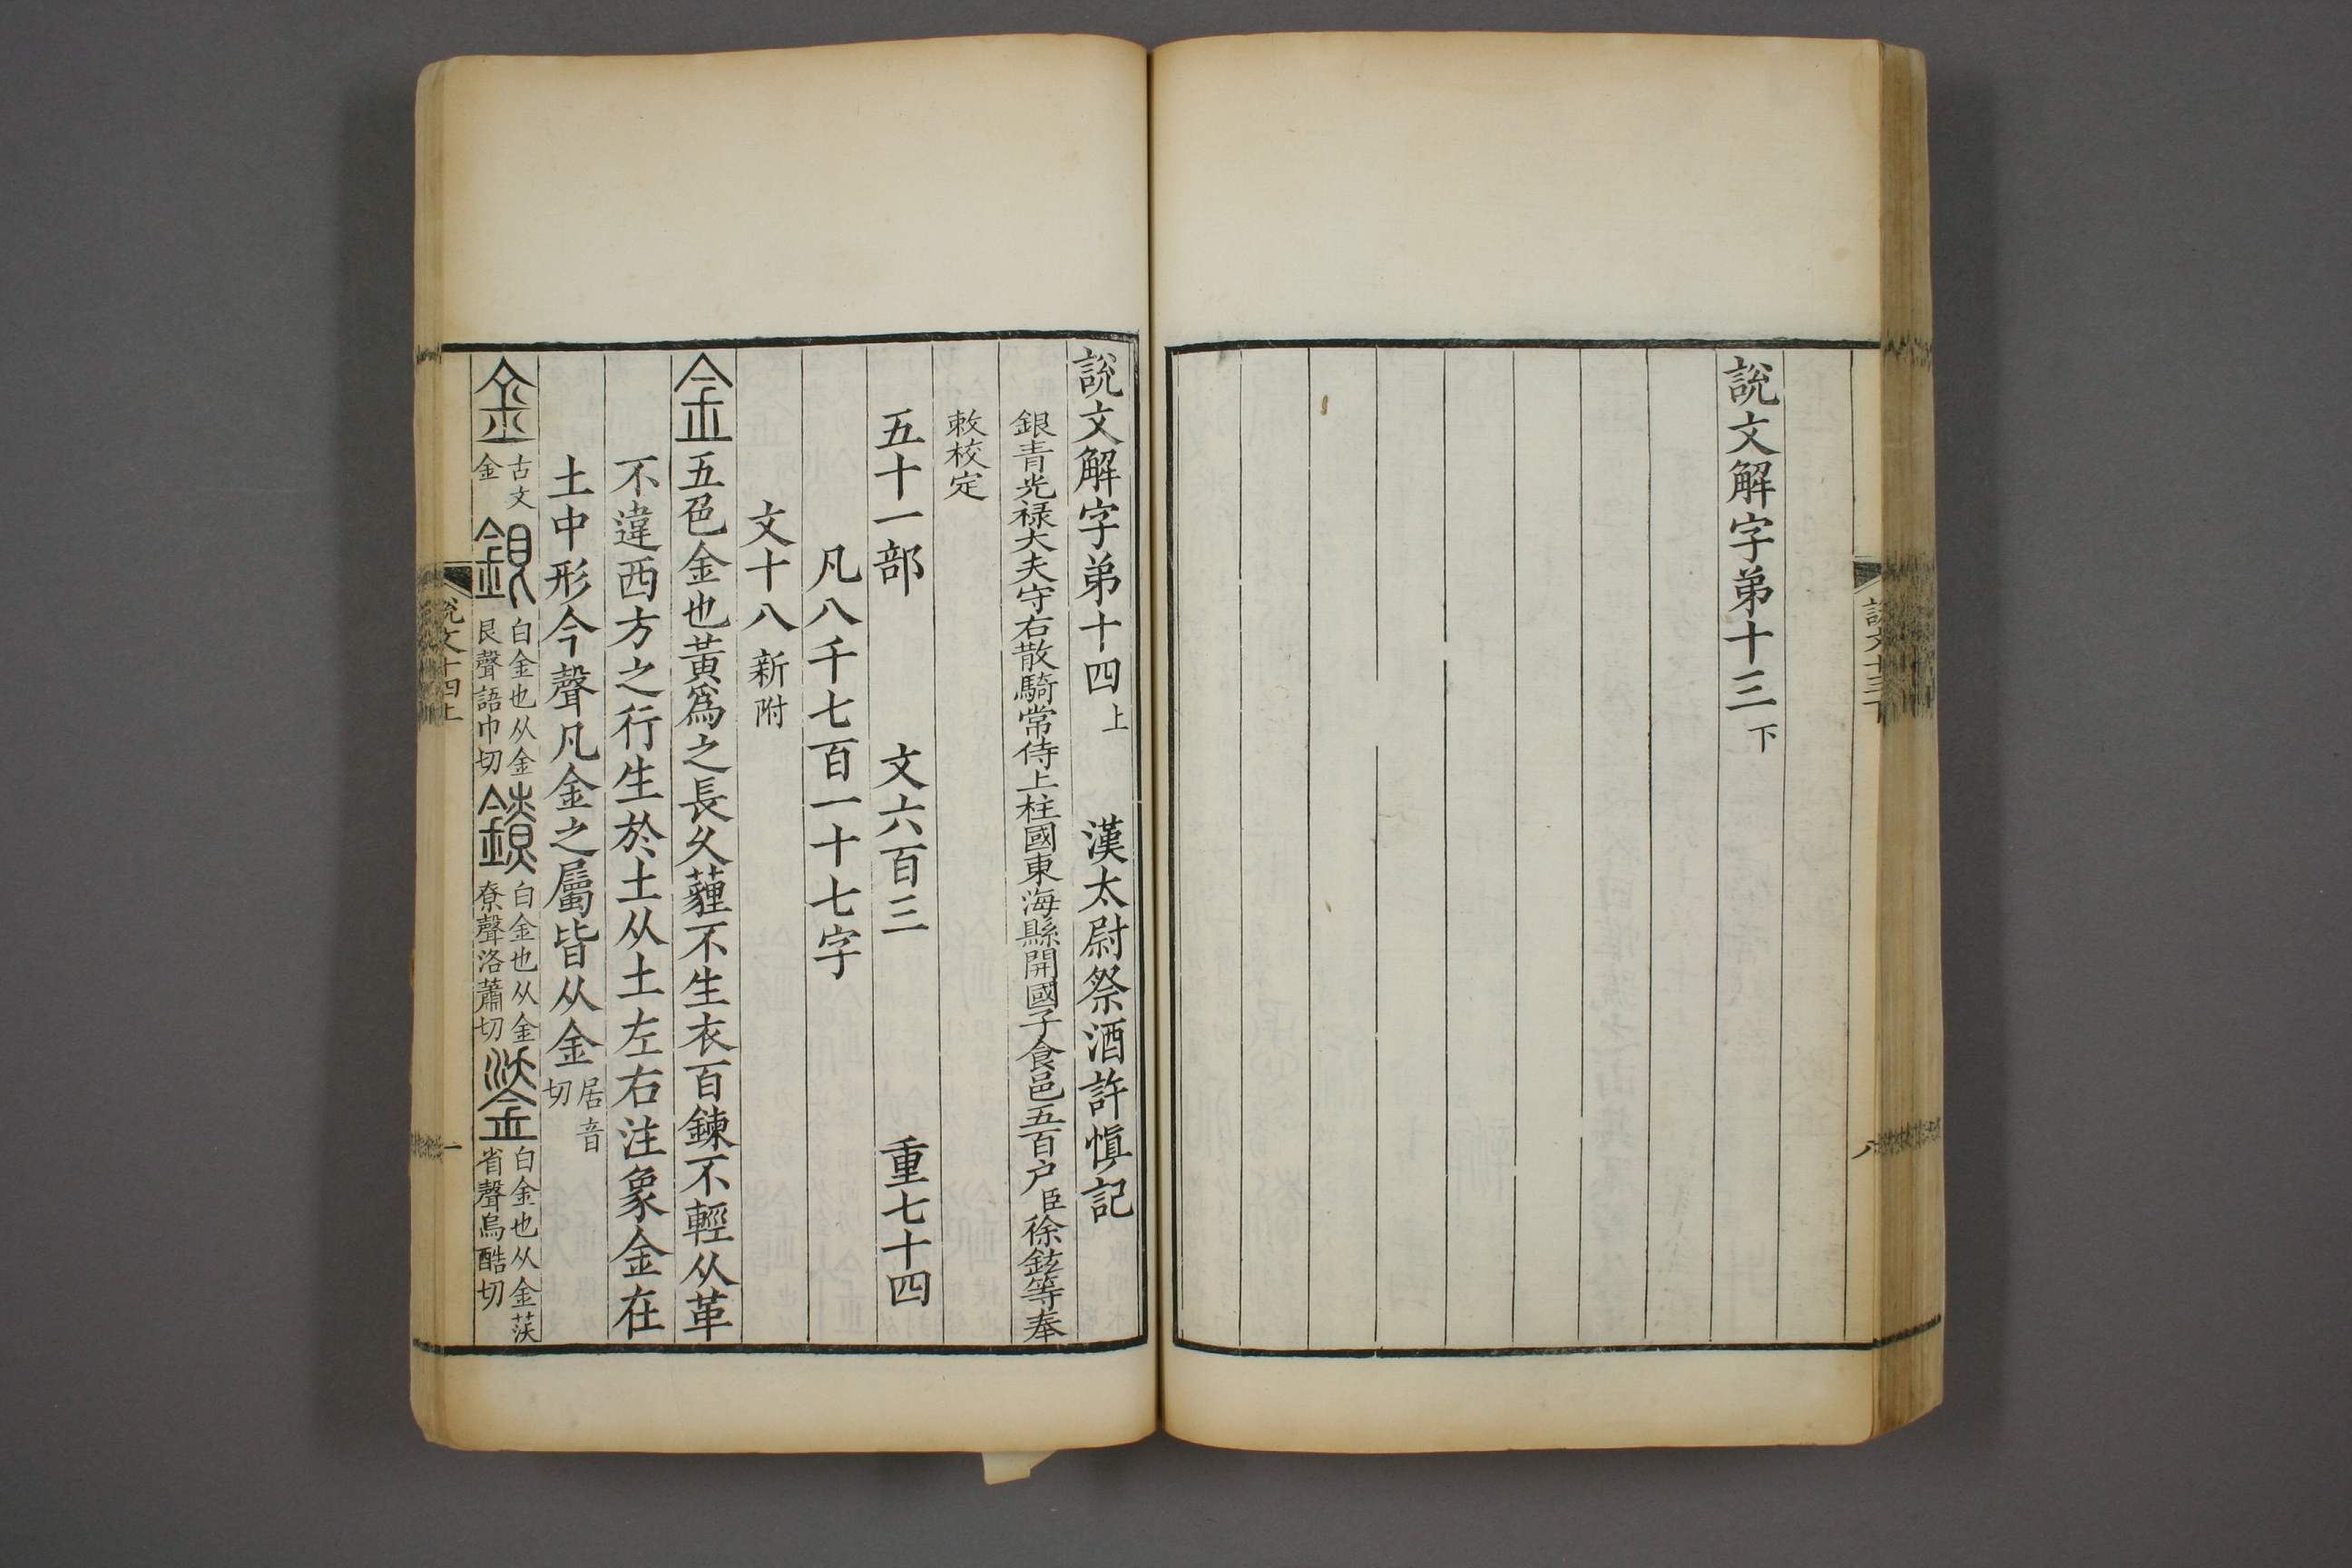 說文解字弟十三下
說文十三下
八
說文解字弟十四上 漢太尉祭酒許慎記
銀青光祿大夫守右散騎常侍上柱國東海縣開國子食邑五百户臣徐鉉等奉
敕校定
五十一部 文六百三 重七十四
凡八千七百一十七字
文十八新附
金五色金也黃爲之長久薶不生衣百鍊不輕从革
不違西方之行生於土从土左右注象金在
土中形今聲凡金之屬皆从金居音切
金古文金銀白金也从金艮聲語巾切鐐白金也从金尞聲洛蕭切鋈白金也从金茯省聲烏酷切
說文十四上
一